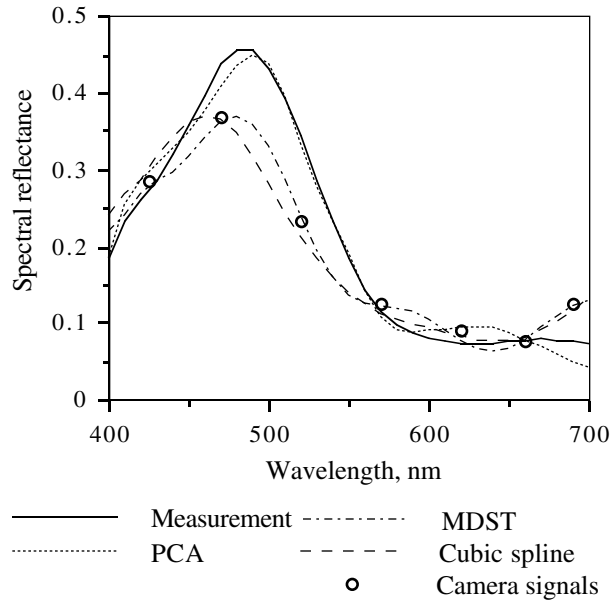 0.5
0.4
0.3
0.2
0.1
0
Spectral reflectance
400 500 600 700
Wavelength, nm
Measurement MDST
PCA Cubic spline
Camera signals